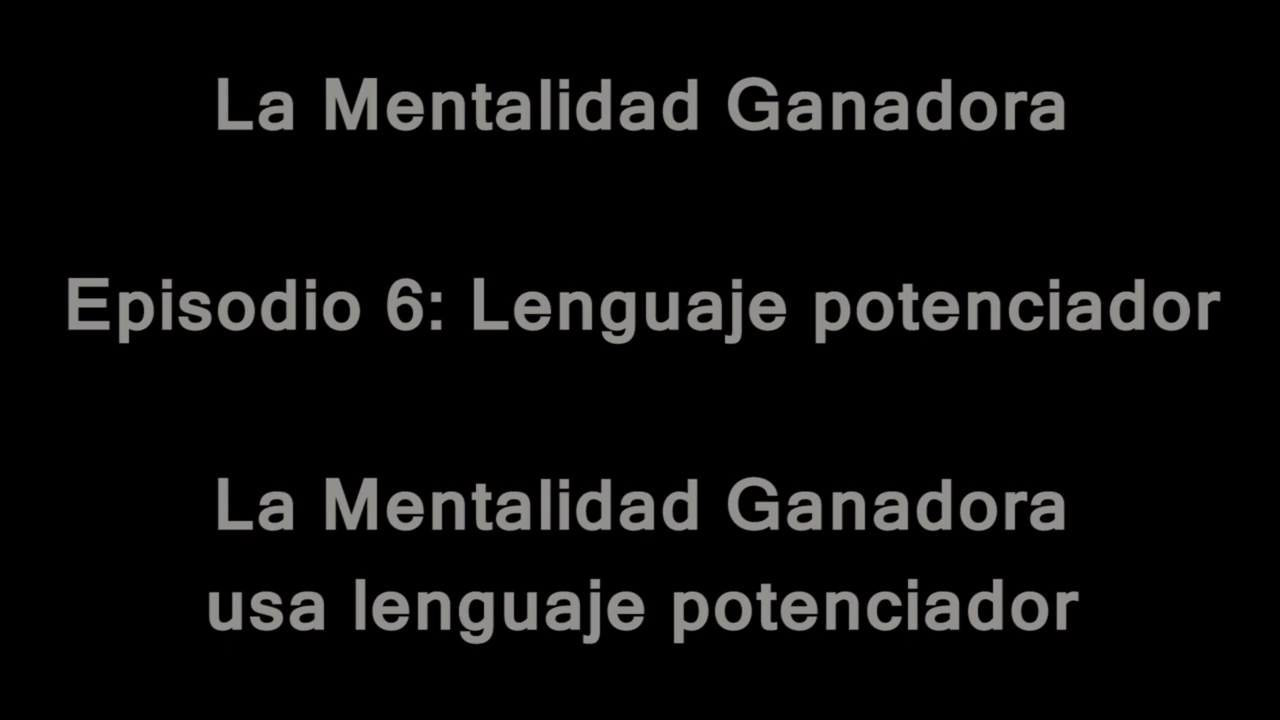 La Mentalidad Ganadora
Episodio 6: Lenguaje potenciador
La Mentalidad Ganadora
usa lenguaje potenciador